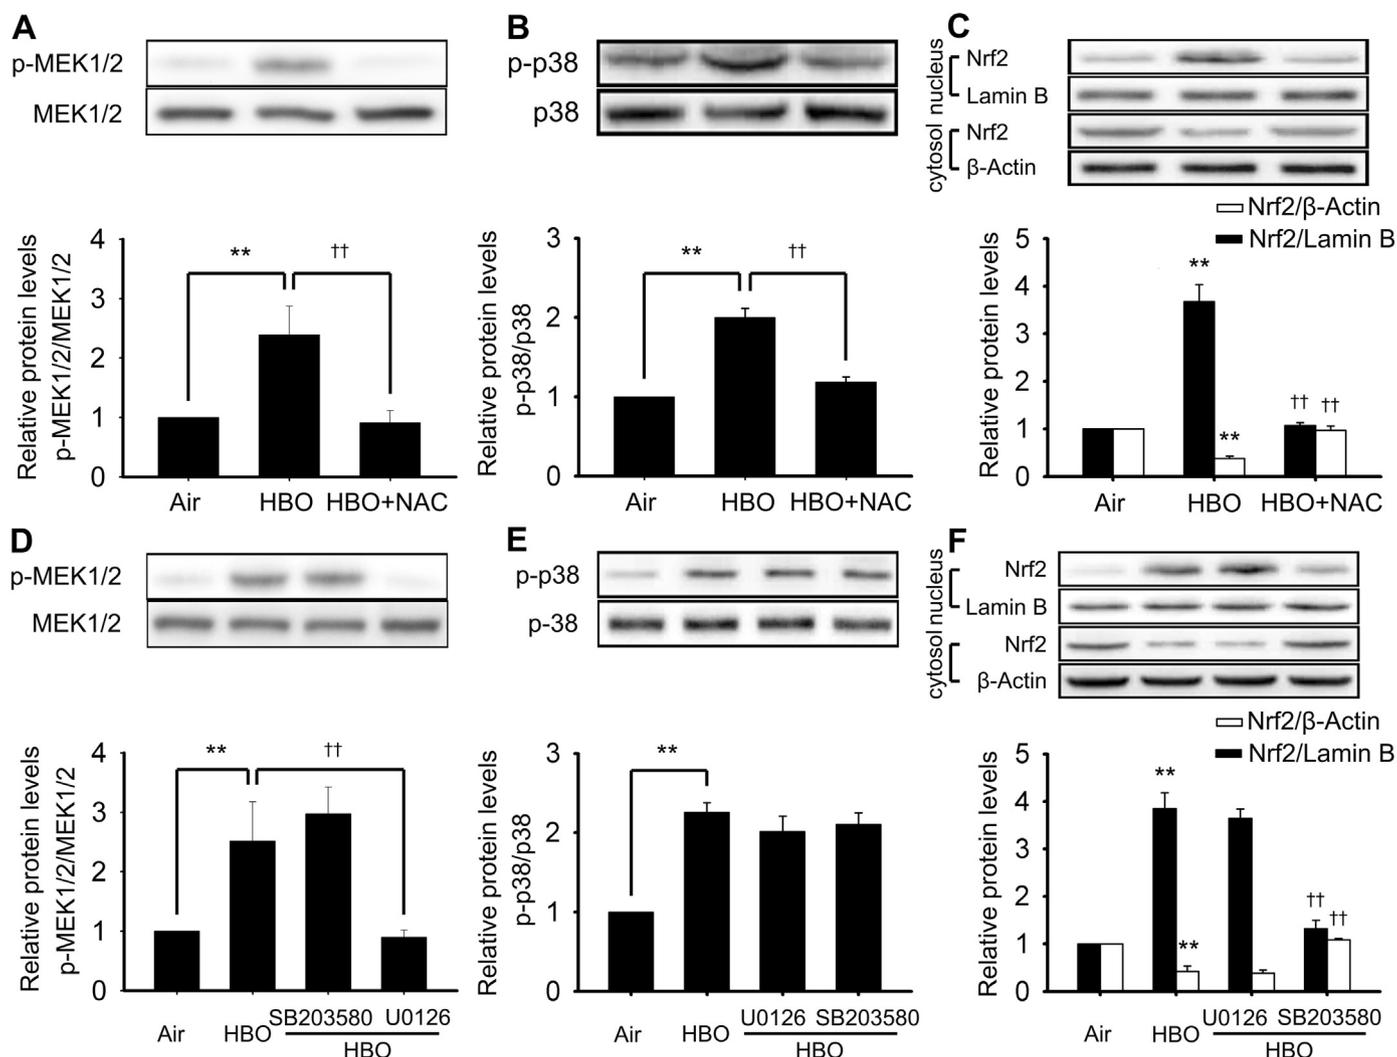 A
p-MEK1/2
MEK1/2
Relative protein levels
p-MEK1/2/MEK1/2
4
3
2
1
0
**
††
Air HBO HBO+NAC
B
p-p38
p38
Relative protein levels
p-p38/p38
3
2
1
0
**
††
Air HBO HBO+NAC
C
nucleus
Nrf2
Lamin B
cytosol
Nrf2
β-Actin
Nrf2/β-Actin
Nrf2/Lamin B
Relative protein levels
5
4
3
2
1
0
**
**
†† ††
Air HBO HBO+NAC
D
p-MEK1/2
MEK1/2
Relative protein levels
p-MEK1/2/MEK1/2
4
3
2
1
0
**
††
Air HBO SB203580 U0126
HBO
E
p-p38
p-38
Relative protein levels
p-p38/p38
3
2
1
0
**
Air HBO U0126 SB203580
HBO
F
nucleus
Nrf2
Lamin B
cytosol
Nrf2
β-Actin
Nrf2/β-Actin
Nrf2/Lamin B
Relative protein levels
5
4
3
2
1
0
**
**
††
††
Air HBO U0126 SB203580
HBO